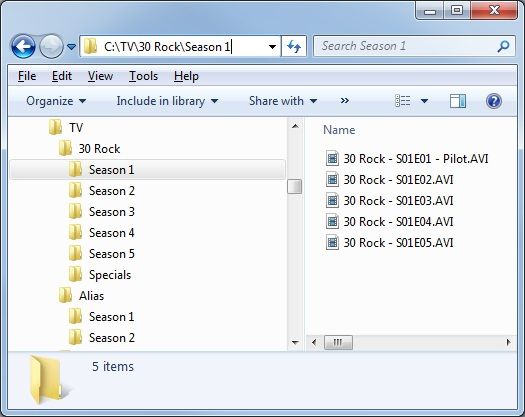 C:\TV\30 Rock\Season 1
Search Season 1
File Edit View Tools Help
Organize Include in library Share with »
TV
30 Rock
Season 1
Season 2
Season 3
Season 4
Season 5
Specials
Alias
Season 1
Season 2
Name
30 Rock - S01E01 - Pilot.AVI
30 Rock - S01E02.AVI
30 Rock - S01E03.AVI
30 Rock - S01E04.AVI
30 Rock - S01E05.AVI
5 items